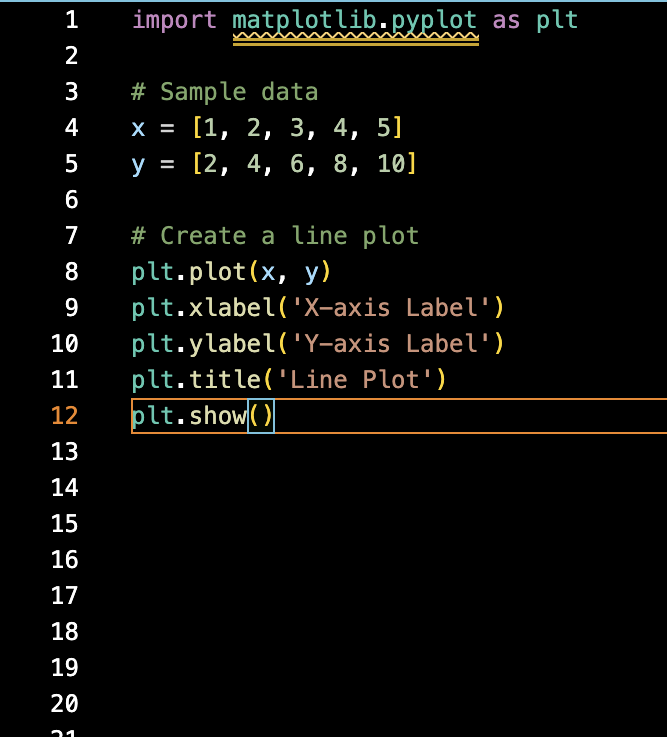 1 import matplotlib.pyplot as plt
2
3 # Sample data
4 x = [1, 2, 3, 4, 5]
5 y = [2, 4, 6, 8, 10]
6
7 # Create a line plot
8 plt.plot(x, y)
9 plt.xlabel('X-axis Label')
10 plt.ylabel('Y-axis Label')
11 plt.title('Line Plot')
12 plt.show()
13
14
15
16
17
18
19
20
21